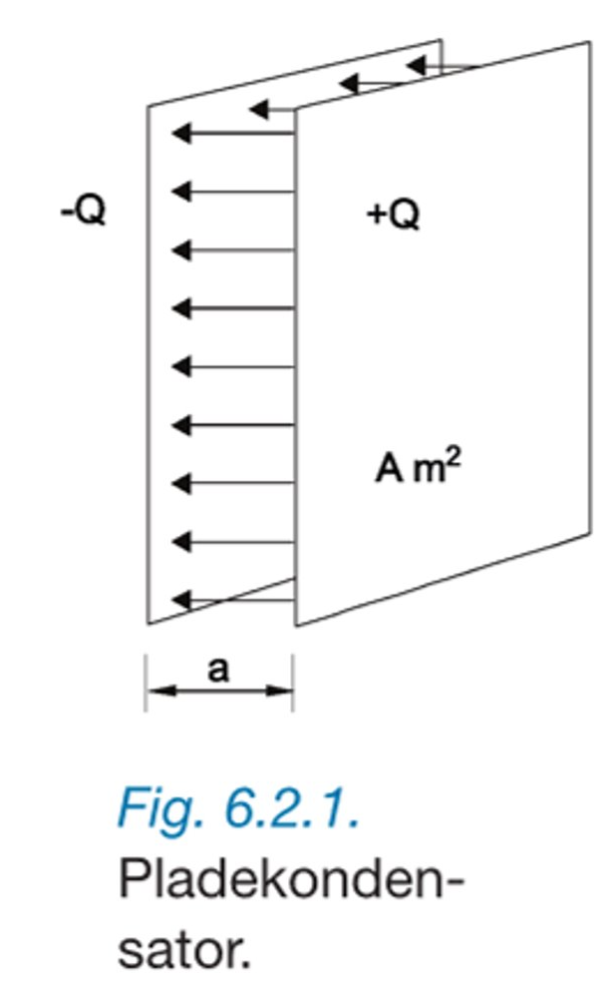 -Q
+Q
A m²
a
Fig. 6.2.1.
Pladekonden-
sator.